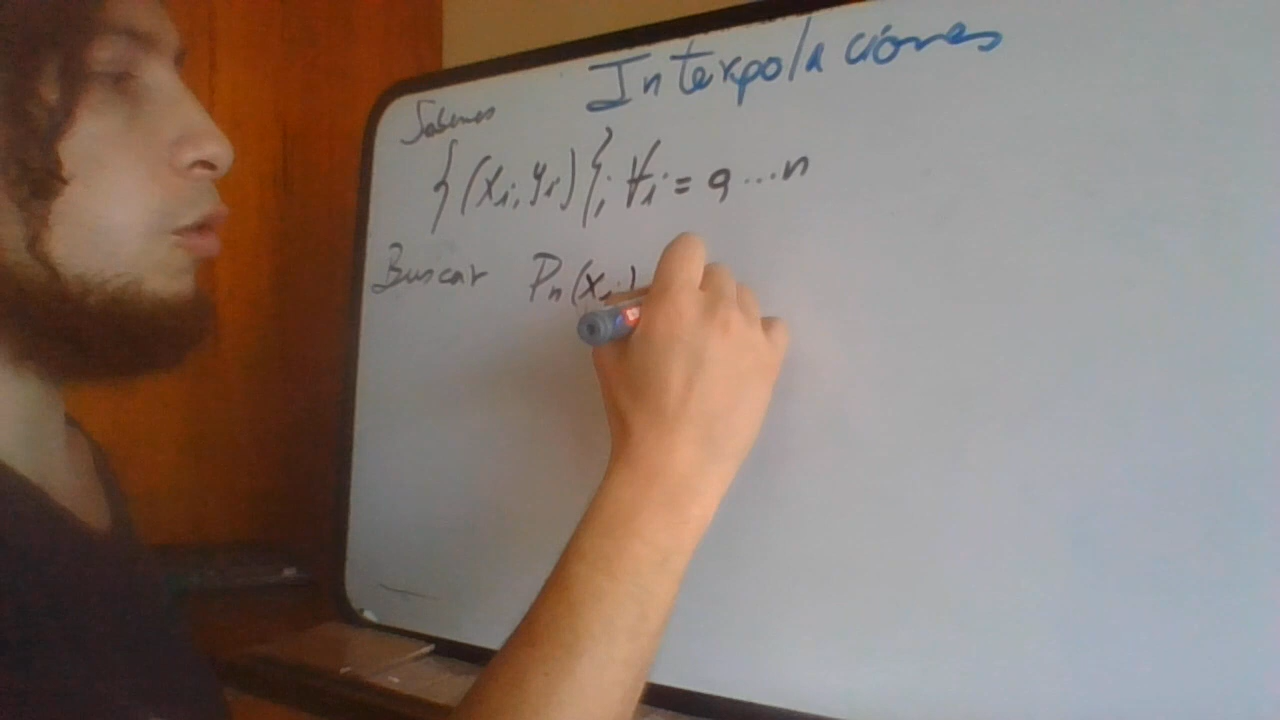 Interpolaciones
Sabemos
{(xi, yi)}; ∀i = 0...n
Buscar Pn(xi)